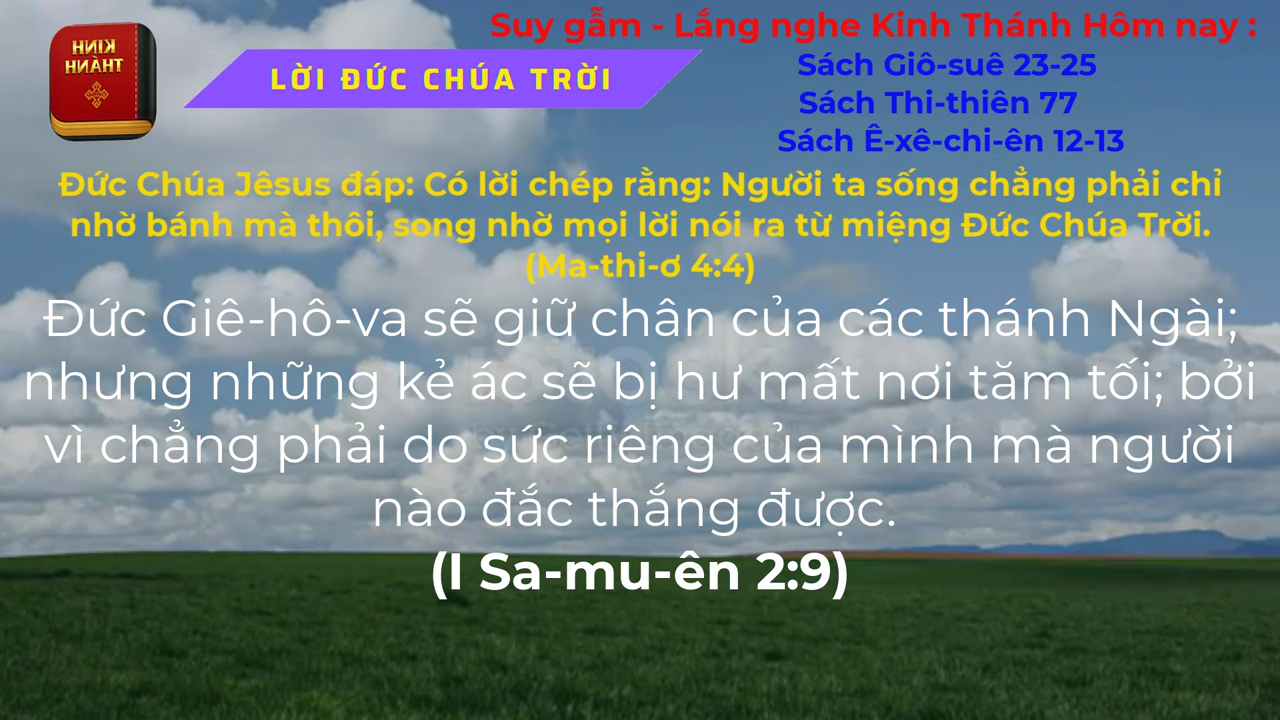 Suy gẫm - Lắng nghe Kinh Thánh Hôm nay :
KINH
THÁNH
LỜI ĐỨC CHÚA TRỜI
Sách Giô-suê 23-25
Sách Thi-thiên 77
Sách Ê-xê-chi-ên 12-13
Đức Chúa Jêsus đáp: Có lời chép rằng: Người ta sống chẳng phải chỉ
nhờ bánh mà thôi, song nhờ mọi lời nói ra từ miệng Đức Chúa Trời.
(Ma-thi-ơ 4:4)
Đức Giê-hô-va sẽ giữ chân của các thánh Ngài;
nhưng những kẻ ác sẽ bị hư mất nơi tăm tối; bởi
vì chẳng phải do sức riêng của mình mà người
nào đắc thắng được.
(I Sa-mu-ên 2:9)